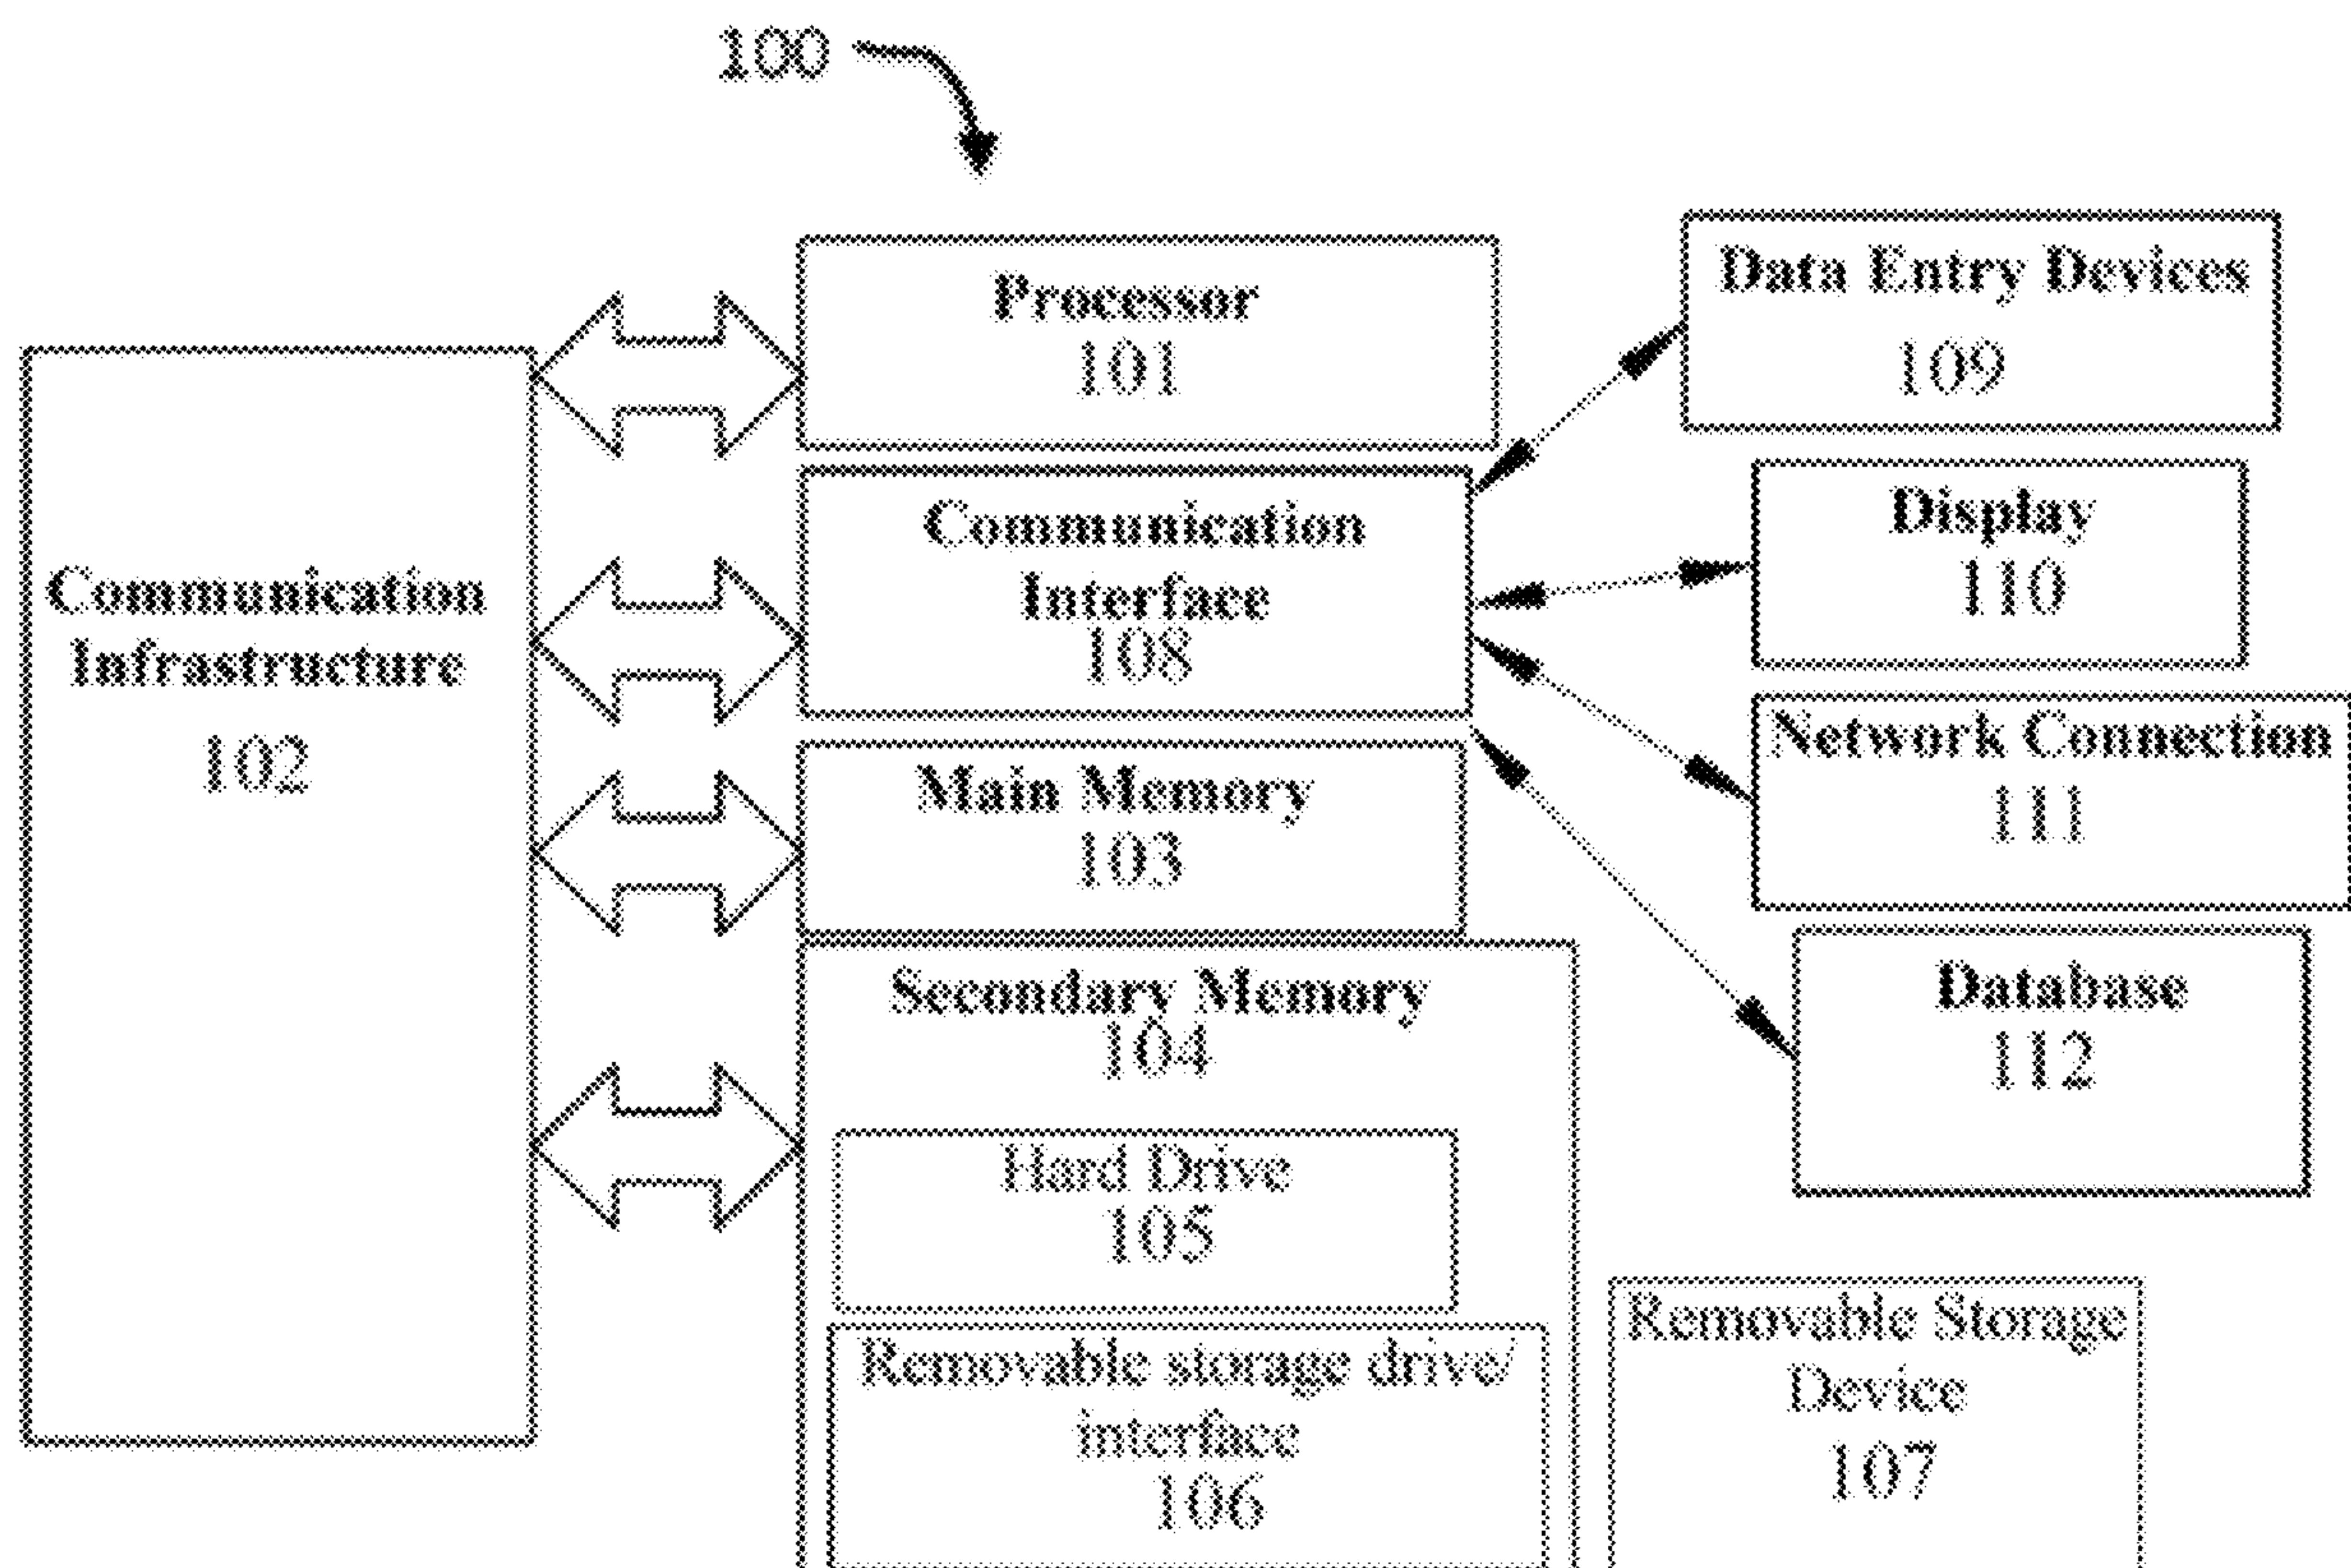 100
Processor
101
Communication
Interface
108
Main Memory
103
Secondary Memory
104
Hard Drive
105
Removable storage drive/
interface
106
Communication
Infrastructure
102
Data Entry Devices
109
Display
110
Network Connection
111
Database
112
Removable Storage
Device
107